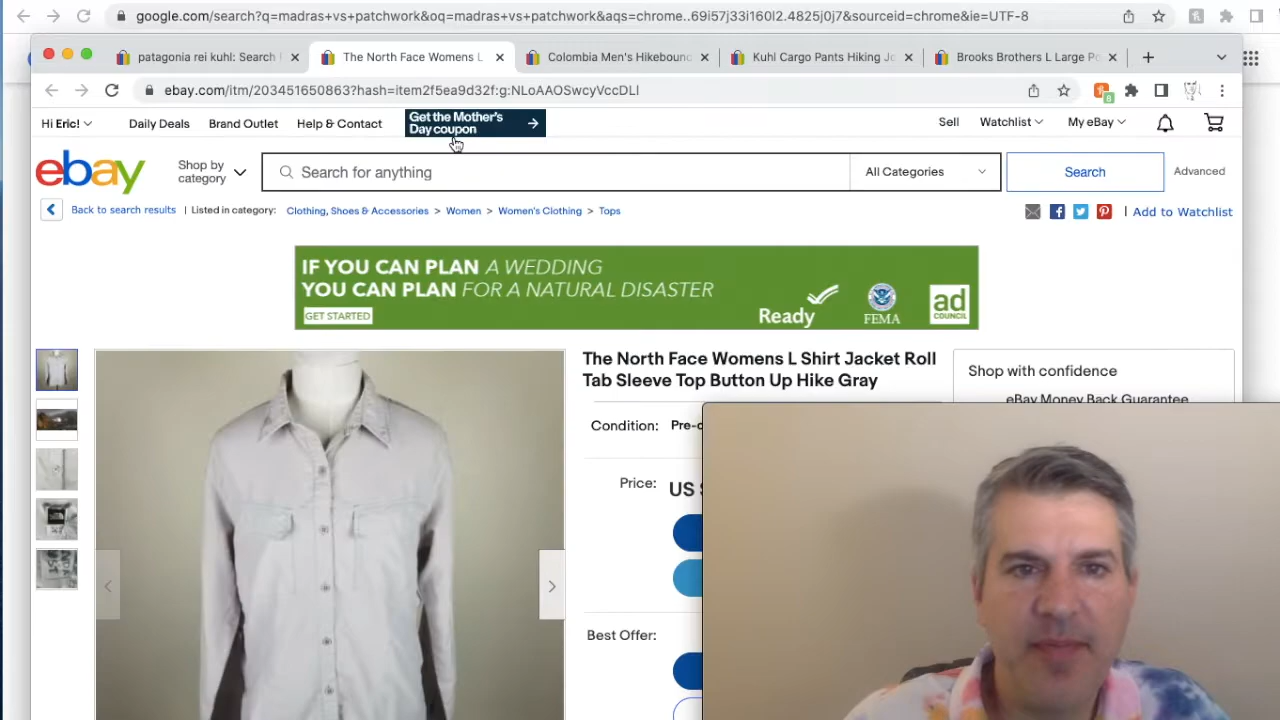 google.com/search?q=madras+vs+patchwork&oq=madras+vs+patchwork&aqs=chrome..69i57j33i160l2.4825j0j7&sourceid=chrome&ie=UTF-8
patagonia rei kuhl: Search
The North Face Womens L
Colombia Men's Hikebound
Kuhl Cargo Pants Hiking Jo
Brooks Brothers L Large Po
ebay.com/itm/203451650863?hash=item2f5ea9d32f:g:NLoAAOSwcyVccDLI
8
Hi Eric!
Daily Deals
Brand Outlet
Help & Contact
Get the Mother's
Day coupon
Sell
Watchlist
My eBay
ebay
Shop by
category
Search for anything
All Categories
Search
Advanced
Back to search results
Listed in category:
Clothing, Shoes & Accessories > Women > Women's Clothing > Tops
Add to Watchlist
IF YOU CAN PLAN A WEDDING
YOU CAN PLAN FOR A NATURAL DISASTER
GET STARTED
Ready
FEMA
ad
COUNCIL
The North Face Womens L Shirt Jacket Roll
Tab Sleeve Top Button Up Hike Gray
Shop with confidence
eBay Money Back Guarantee
Condition:
Pre-
Price:
US
Best Offer: